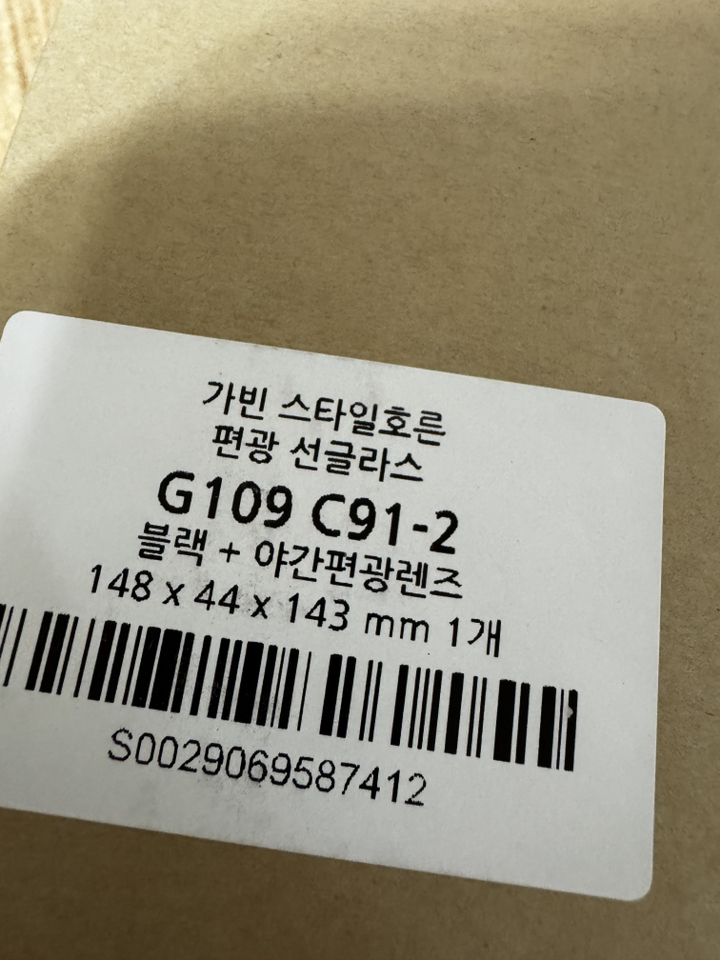 가빈 스타일호른
편광 선글라스
G109 C91-2
블랙 + 야간편광렌즈
148 x 44 x 143 mm 1개
S0029069587412